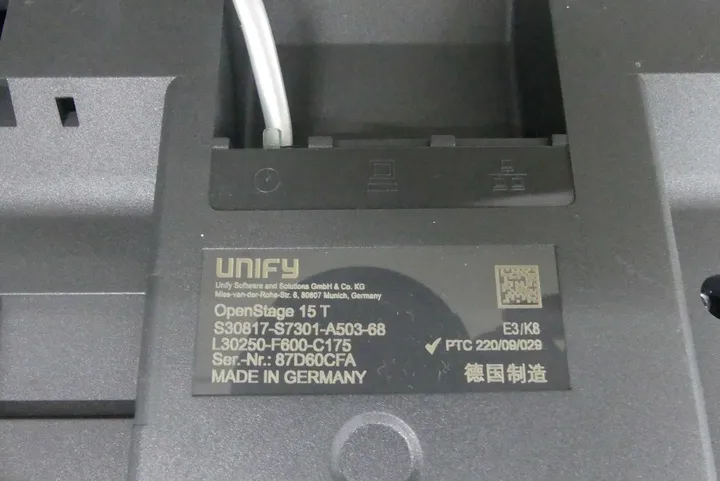 UNIFY
Unify Software and Solutions GmbH & Co. KG
Mies-van-der-Rohe-Str. 6, 80807 Munich, Germany
OpenStage 15 T
S30817-S7301-A503-68
E3/K8
L30250-F600-C175
PTC 220/09/029
Ser.-Nr.: 87D60CFA
MADE IN GERMANY
德国制造